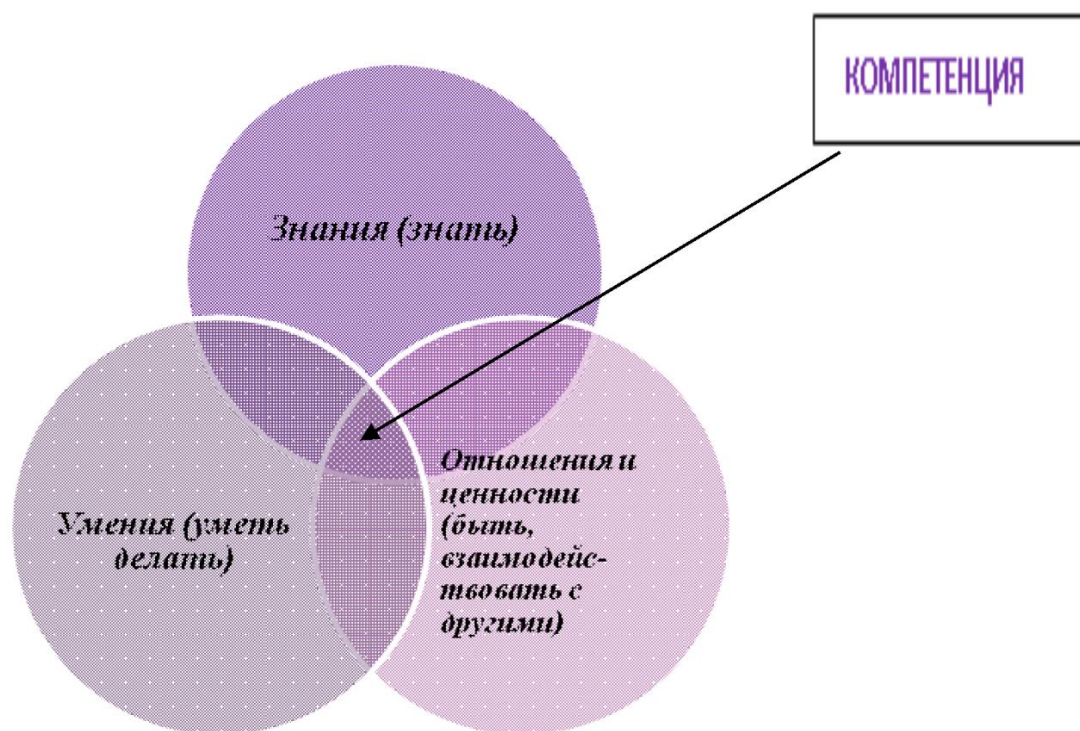 КОМПЕТЕНЦИЯ
Знания (знать)
Умения (уметь
делать)
Отношения и
ценности
(быть,
взаимодейс-
твовать с
другими)